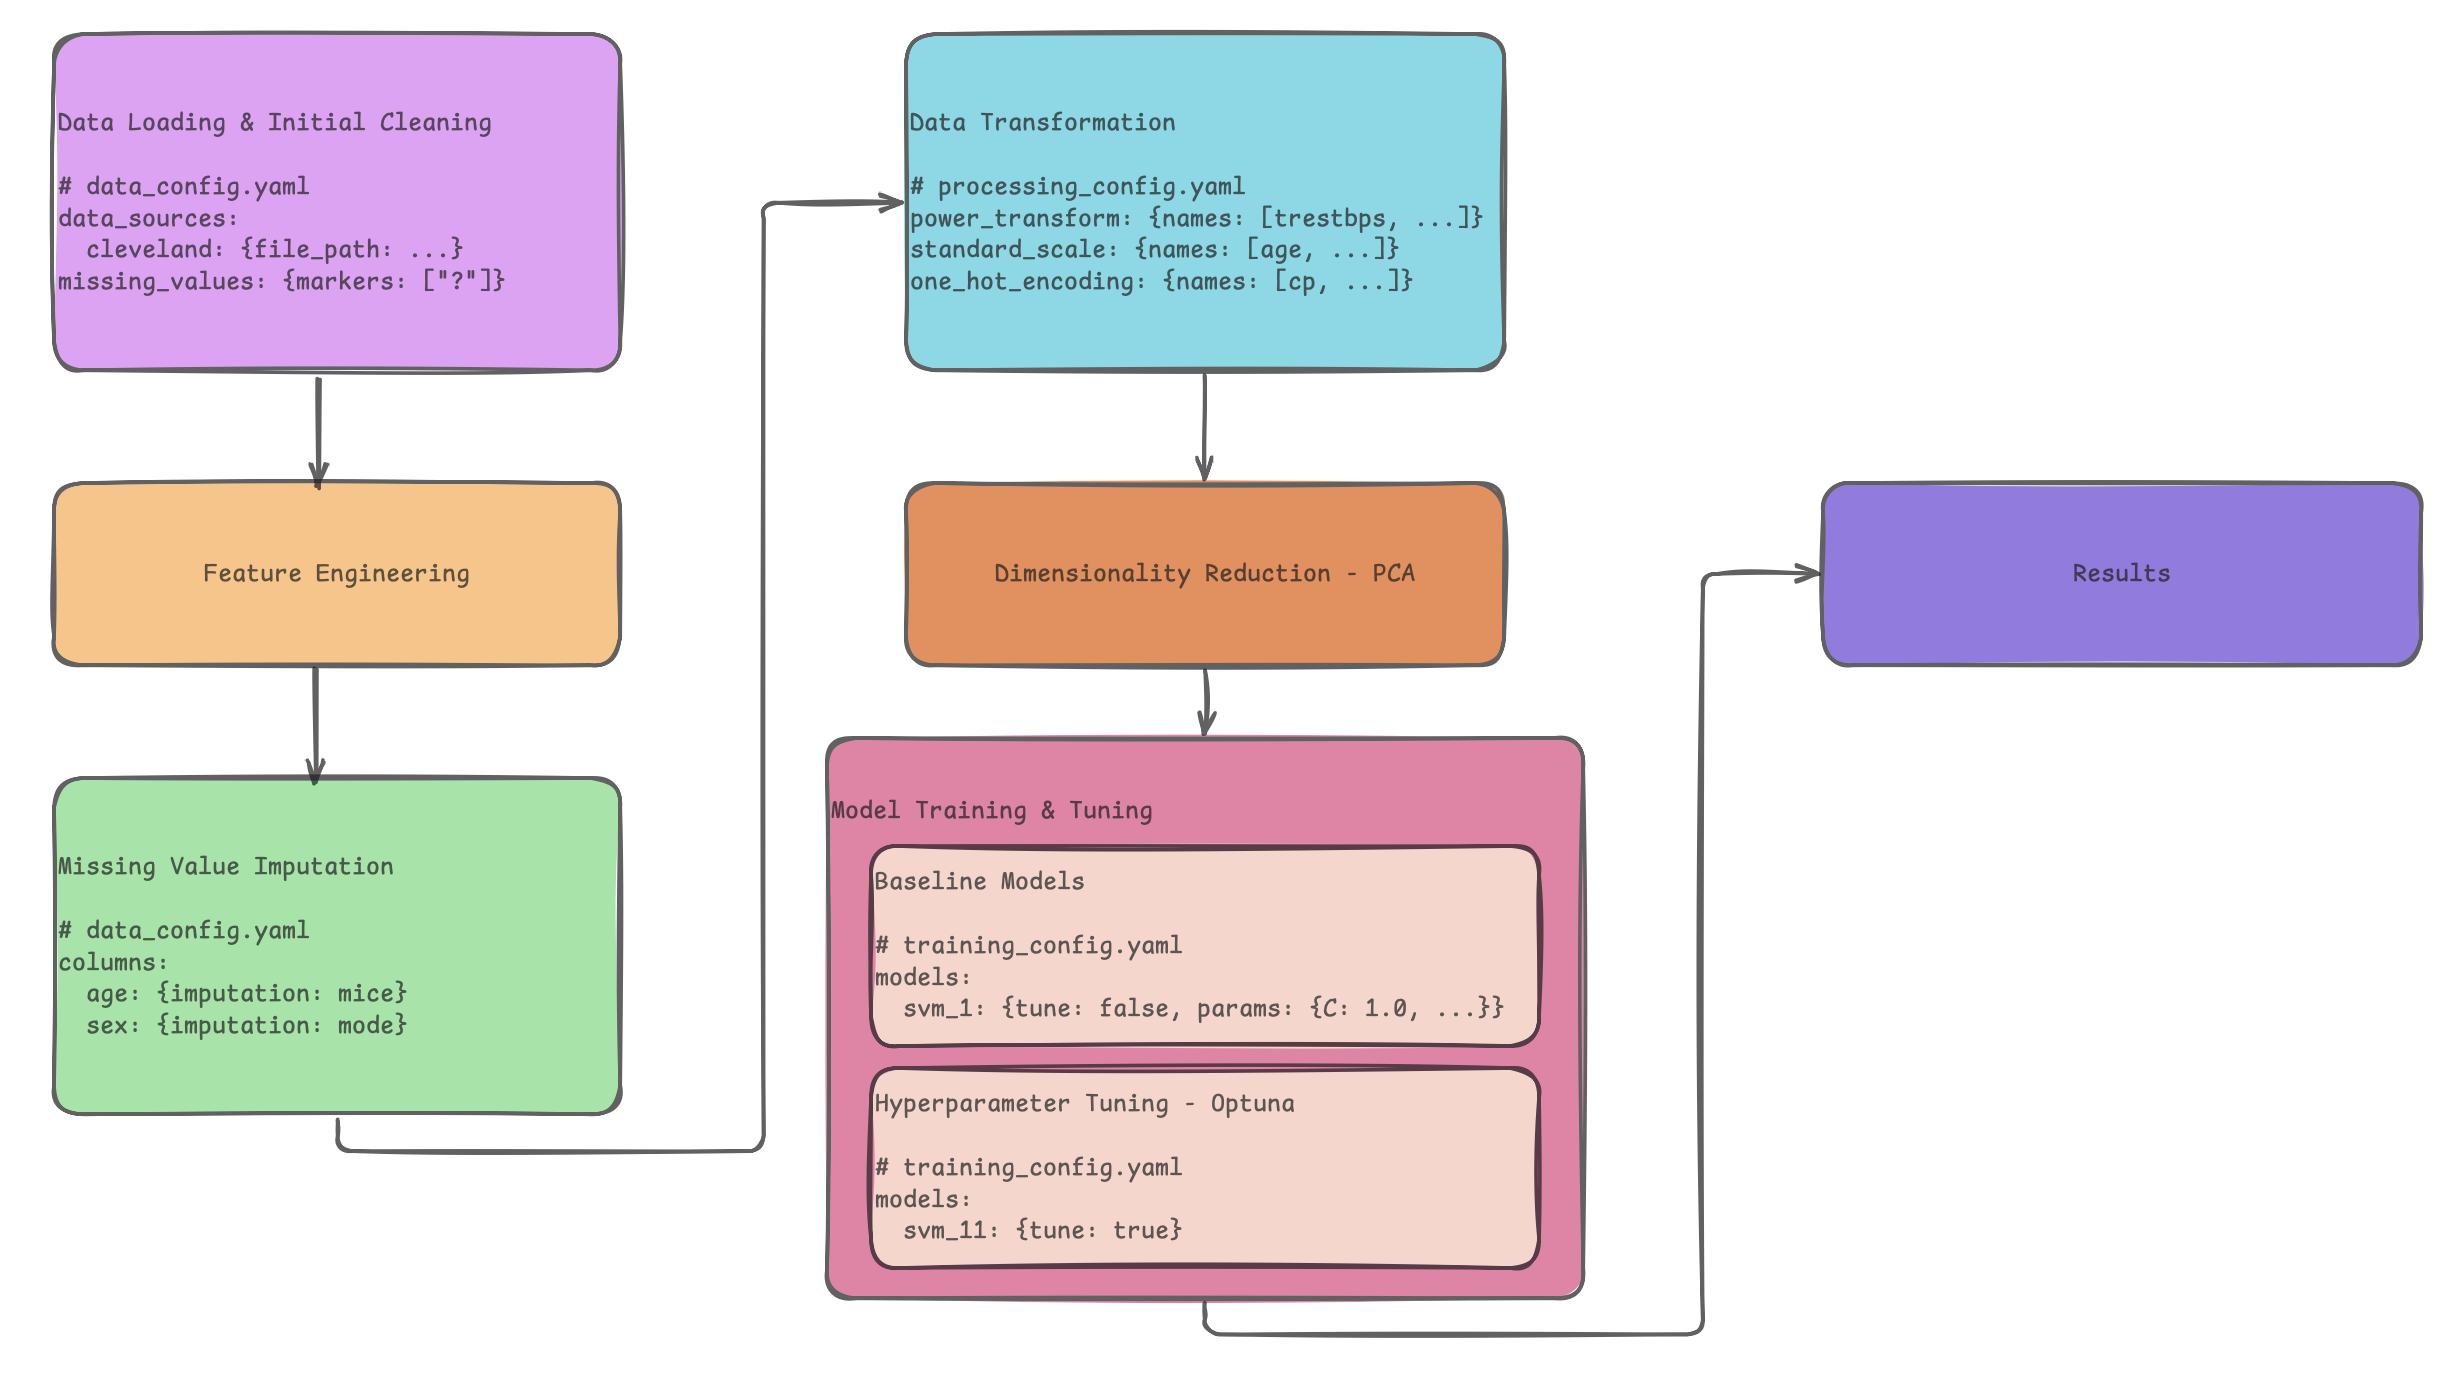 Data Loading & Initial Cleaning
# data_config.yaml
data_sources:
  cleveland: {file_path: ...}
missing_values: {markers: ["?"]}
Feature Engineering
Missing Value Imputation
# data_config.yaml
columns:
  age: {imputation: mice}
  sex: {imputation: mode}
Data Transformation
# processing_config.yaml
power_transform: {names: [trestbps, ...]}
standard_scale: {names: [age, ...]}
one_hot_encoding: {names: [cp, ...]}
Dimensionality Reduction - PCA
Model Training & Tuning
Baseline Models
# training_config.yaml
models:
  svm_1: {tune: false, params: {C: 1.0, ...}}
Hyperparameter Tuning - Optuna
# training_config.yaml
models:
  svm_11: {tune: true}
Results